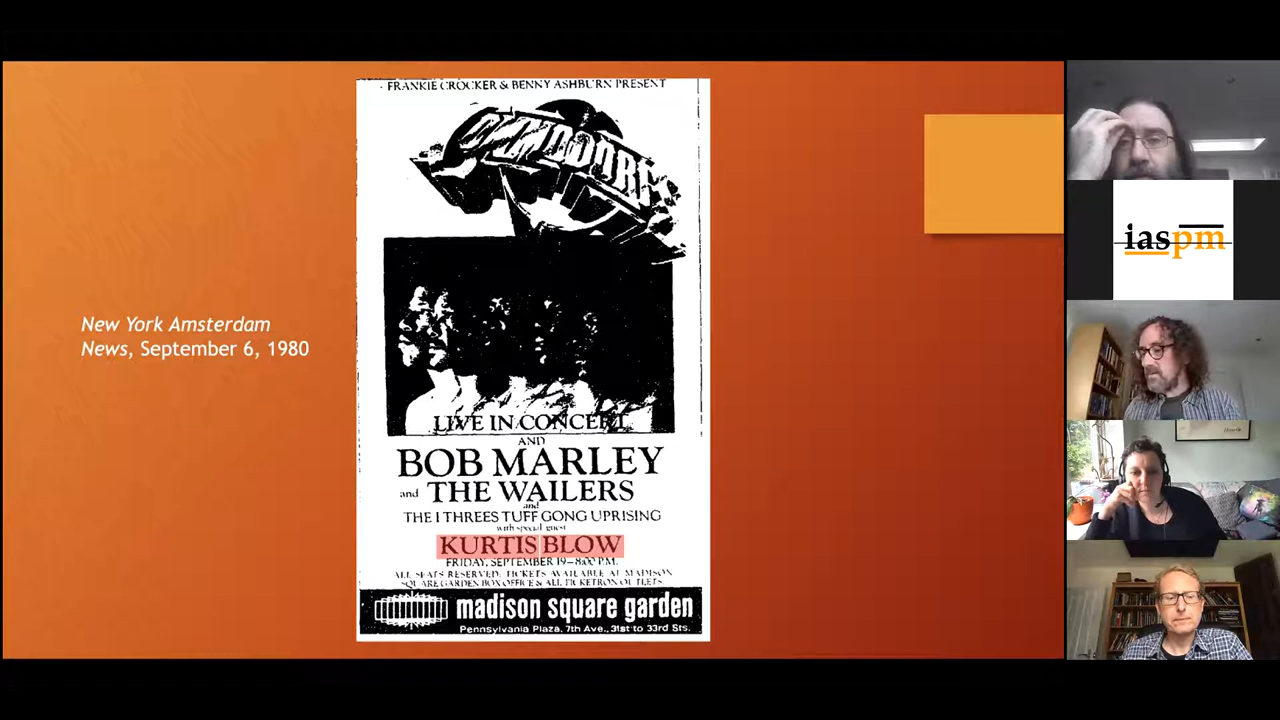 New York Amsterdam
News, September 6, 1980
FRANKIE CROCKER & BENNY ASHBURN PRESENT
COMMODORES
LIVE IN CONCERT
AND
BOB MARLEY
and THE WAILERS
and
THE I THREES TUFF GONG UPRISING
with special guest
KURTIS BLOW
FRIDAY, SEPTEMBER 19—8:00 P.M.
ALL SEATS RESERVED. TICKETS AVAILABLE AT MADISON
SQUARE GARDEN BOX OFFICE & ALL TICKETRON OUTLETS.
madison square garden
Pennsylvania Plaza, 7th Ave., 31st to 33rd Sts.
iaspm